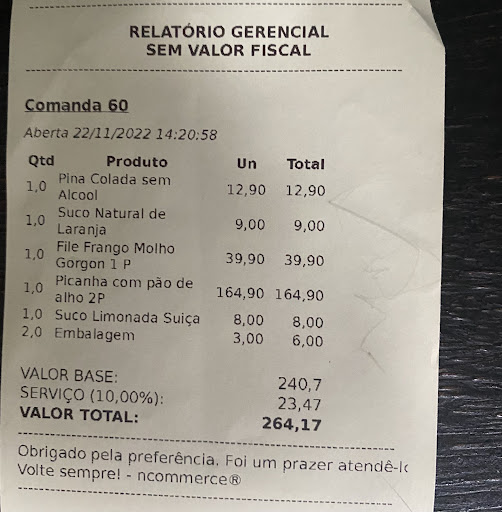 RELATÓRIO GERENCIAL
SEM VALOR FISCAL
Comanda 60
Aberta 22/11/2022 14:20:58
Qtd Produto Un Total
1,0 Pina Colada sem Alcool 12,90 12,90
1,0 Suco Natural de Laranja 9,00 9,00
1,0 File Frango Molho Gorgon 1 P 39,90 39,90
1,0 Picanha com pão de alho 2P 164,90 164,90
1,0 Suco Limonada Suiça 8,00 8,00
2,0 Embalagem 3,00 6,00
VALOR BASE: 240,7
SERVIÇO (10,00%): 23,47
VALOR TOTAL: 264,17
Obrigado pela preferência. Foi um prazer atendê-lo
Volte sempre! - ncommerce®